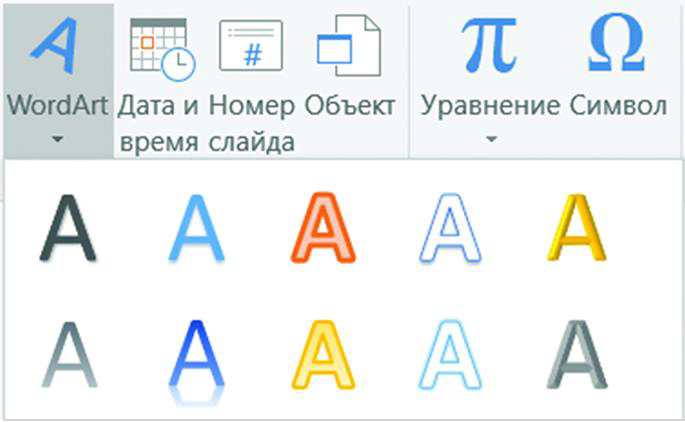 A # π Ω
WordArt Дата и Номер Объект Уравнение Символ
время слайда
A A A A A
A A A A A